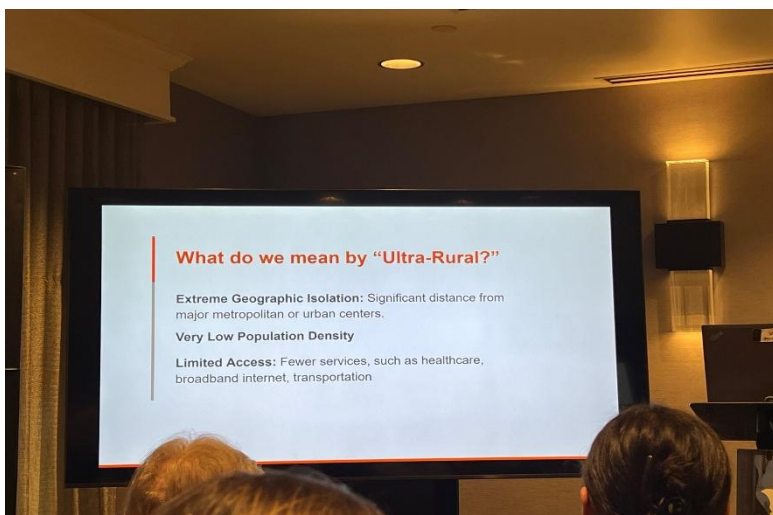 What do we mean by “Ultra-Rural?”
Extreme Geographic Isolation: Significant distance from
major metropolitan or urban centers.
Very Low Population Density
Limited Access: Fewer services, such as healthcare,
broadband internet, transportation